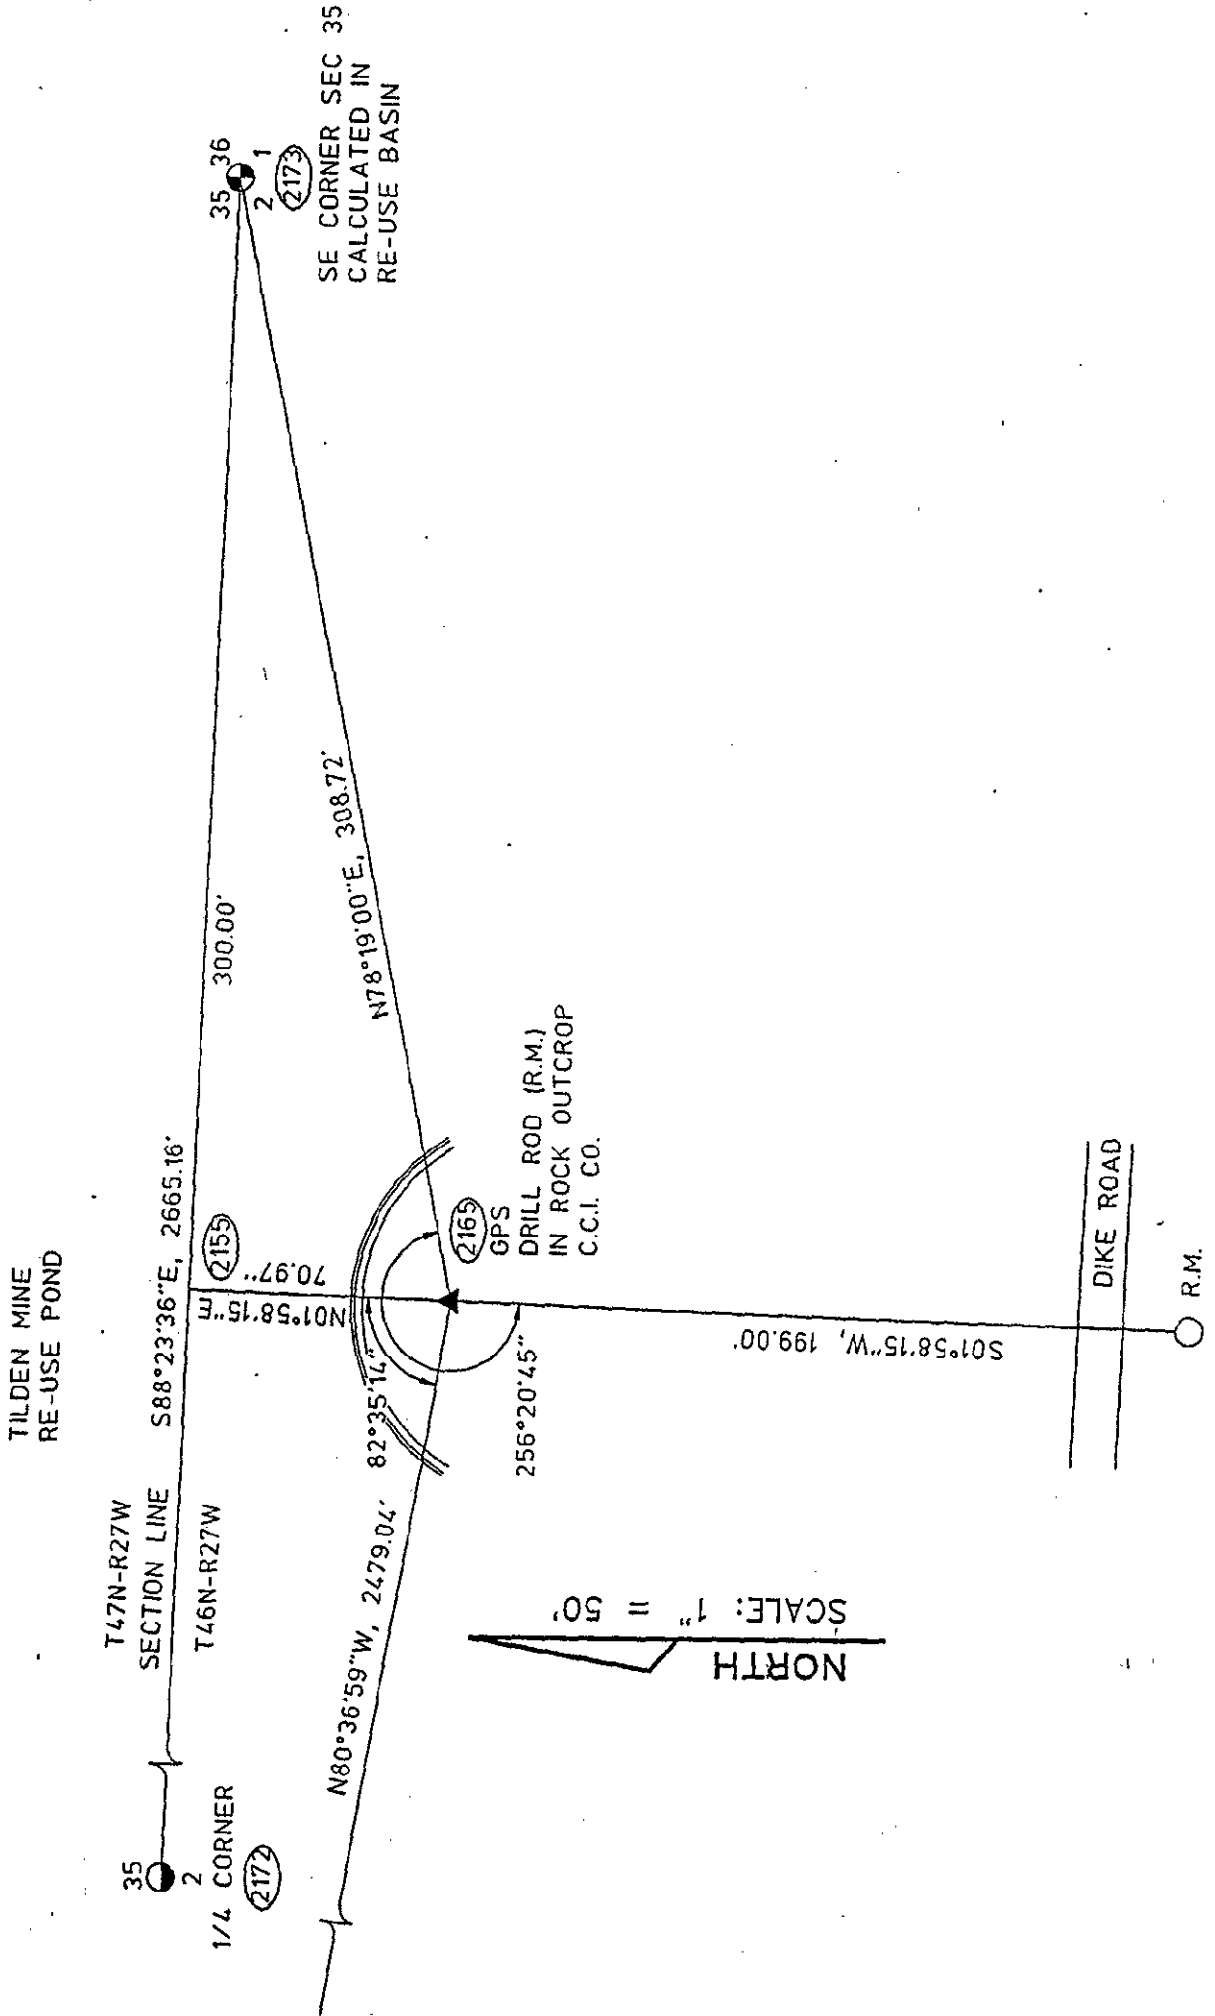 TILDEN MINE
RE-USE POND
T47N-R27W
SECTION LINE
S88°23'36"E, 2665.16'
T46N-R27W
35
2
1/4 CORNER
2172
300.00'
35 36
2 1
2173
SE CORNER SEC 35
CALCULATED IN
RE-USE BASIN
2155
N01°58'15"E
70.97'
N78°19'00"E, 308.72'
N80°36'59"W, 2479.04'
82°35'14"
256°20'45"
2165
GPS
DRILL ROD (R.M.)
IN ROCK OUTCROP
C.C.I. CO.
S01°58'15"W, 199.00'
NORTH
SCALE: 1" = 50'
DIKE ROAD
R.M.